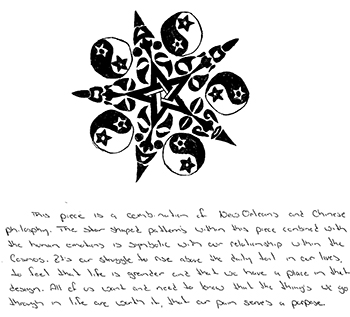 This piece is a combination of New Orleans and Chinese
philosophy. The star shaped patterns within this piece combined with
the human emotions is symbolic with our relationship within the
Cosmos. It's our struggle to rise above the daily toil in our lives,
to feel that life is grander and that we have a place in that
design. All of us want and need to know that the things we go
through in life are worth it, that our pain serves a purpose.